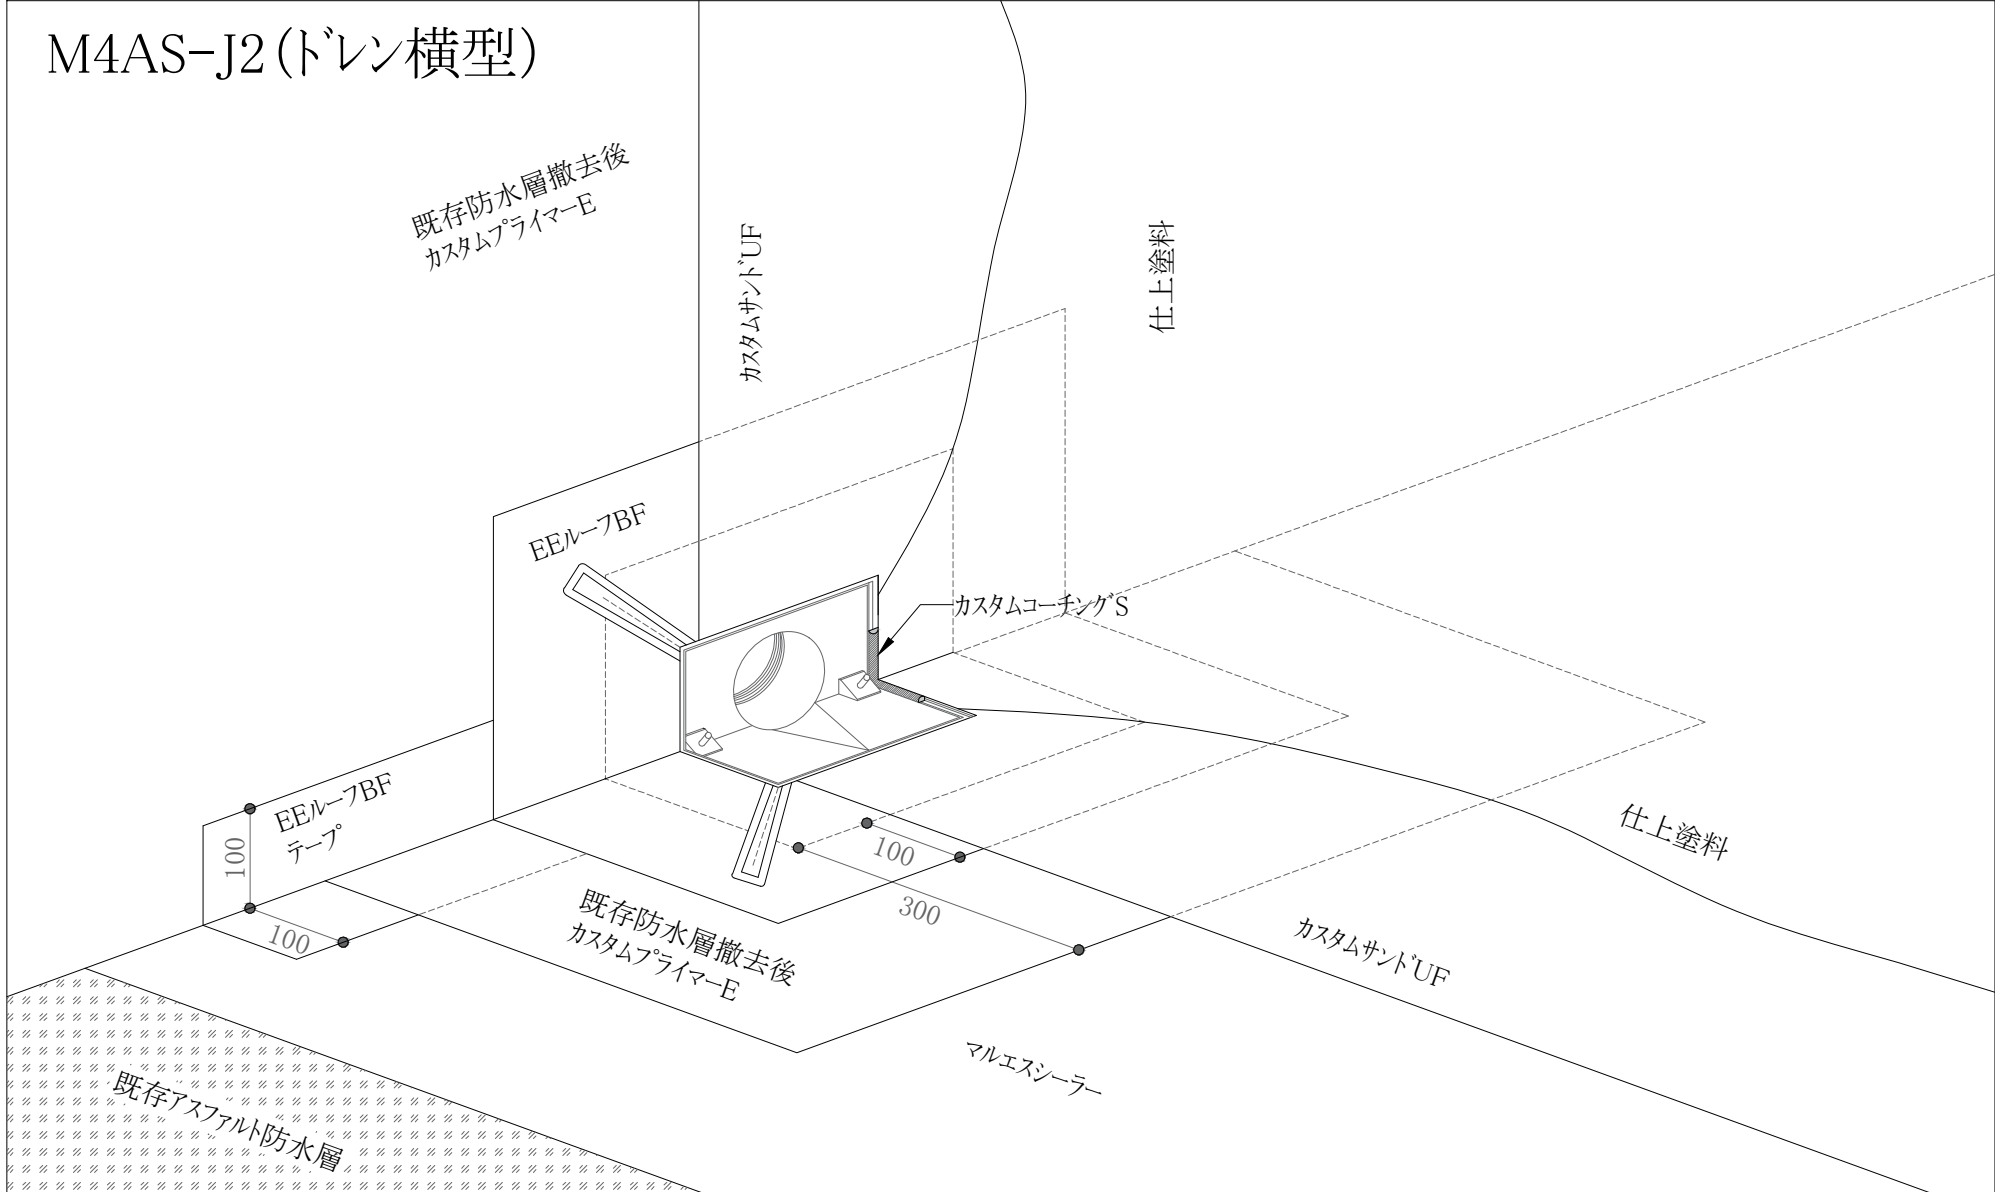 M4AS-J2(ドレン横型)
既存防水層撤去後
カスタムプライマーE
カスタムサンドUF
仕上塗料
EEルーフBF
カスタムコーチングS
EEルーフBF
テープ
100
100
100
300
既存防水層撤去後
カスタムプライマーE
仕上塗料
カスタムサンドUF
マルエスシーラー
既存アスファルト防水層